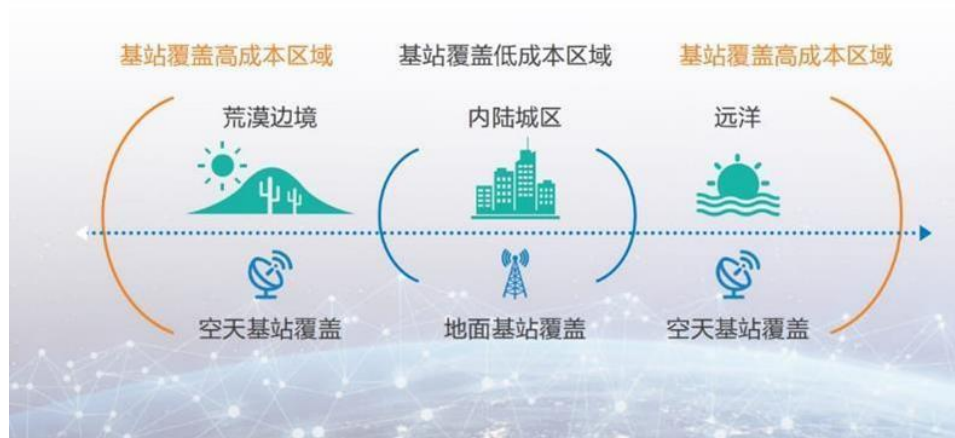 基站覆盖高成本区域 基站覆盖低成本区域 基站覆盖高成本区域
荒漠边境 内陆城区 远洋
空天基站覆盖 地面基站覆盖 空天基站覆盖